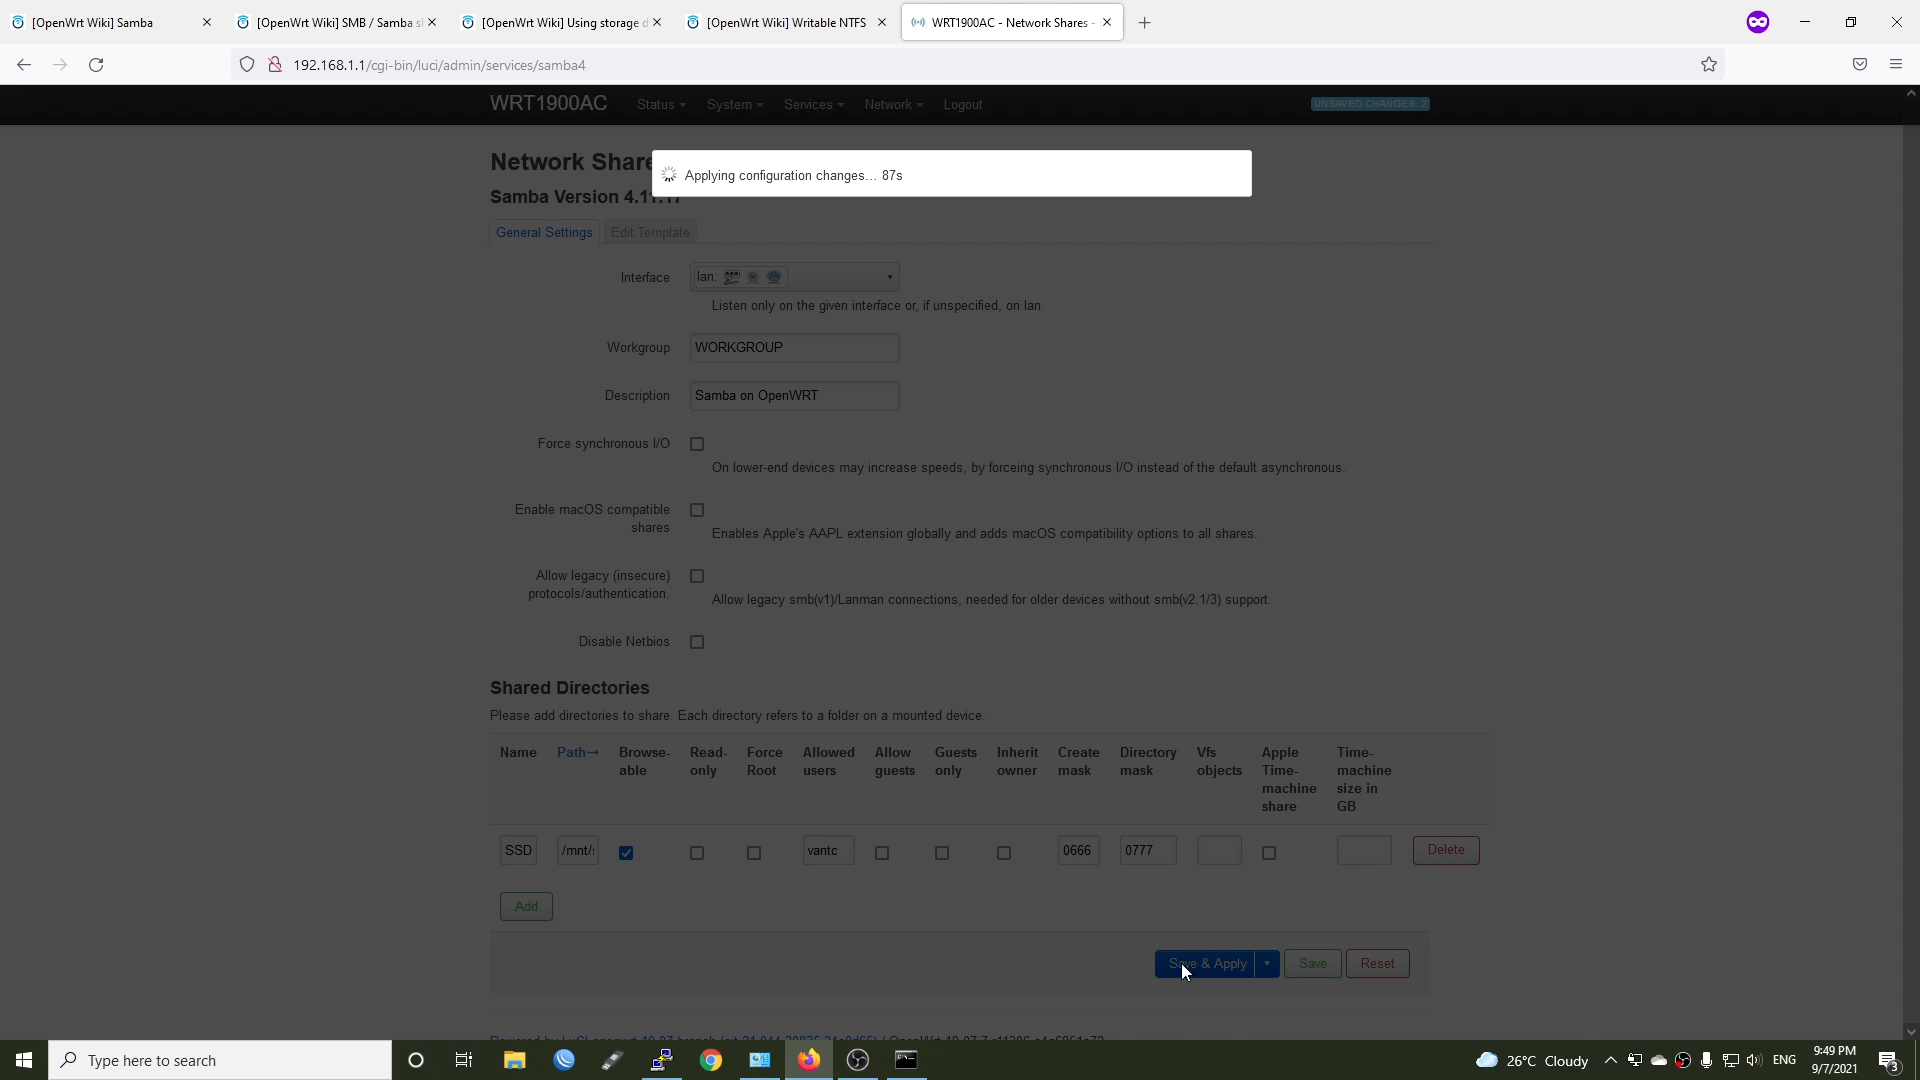 [OpenWrt Wiki] Samba
[OpenWrt Wiki] SMB / Samba s
[OpenWrt Wiki] Using storage d
[OpenWrt Wiki] Writable NTFS
WRT1900AC - Network Shares -
192.168.1.1/cgi-bin/luci/admin/services/samba4
WRT1900AC
Status
System
Services
Network
Logout
UNSAVED CHANGES: 2
Network Share
Applying configuration changes… 87s
Samba Version 4.11.17
General Settings
Edit Template
Interface
lan:
Listen only on the given interface or, if unspecified, on lan
Workgroup
WORKGROUP
Description
Samba on OpenWRT
Force synchronous I/O
On lower-end devices may increase speeds, by forceing synchronous I/O instead of the default asynchronous.
Enable macOS compatible
shares
Enables Apple's AAPL extension globally and adds macOS compatibility options to all shares.
Allow legacy (insecure)
protocols/authentication.
Allow legacy smb(v1)/Lanman connections, needed for older devices without smb(v2.1/3) support.
Disable Netbios
Shared Directories
Please add directories to share. Each directory refers to a folder on a mounted device.
Name Path→ Browse- Read- Force Allowed Allow Guests Inherit Create Directory Vfs Apple Time-
able only Root users guests only owner mask mask objects Time- machine
machine size in
share GB
SSD /mnt/s vantc 0666 0777 Delete
Add
Save & Apply Save Reset
Type here to search
26°C Cloudy
ENG
9:49 PM
9/7/2021
3